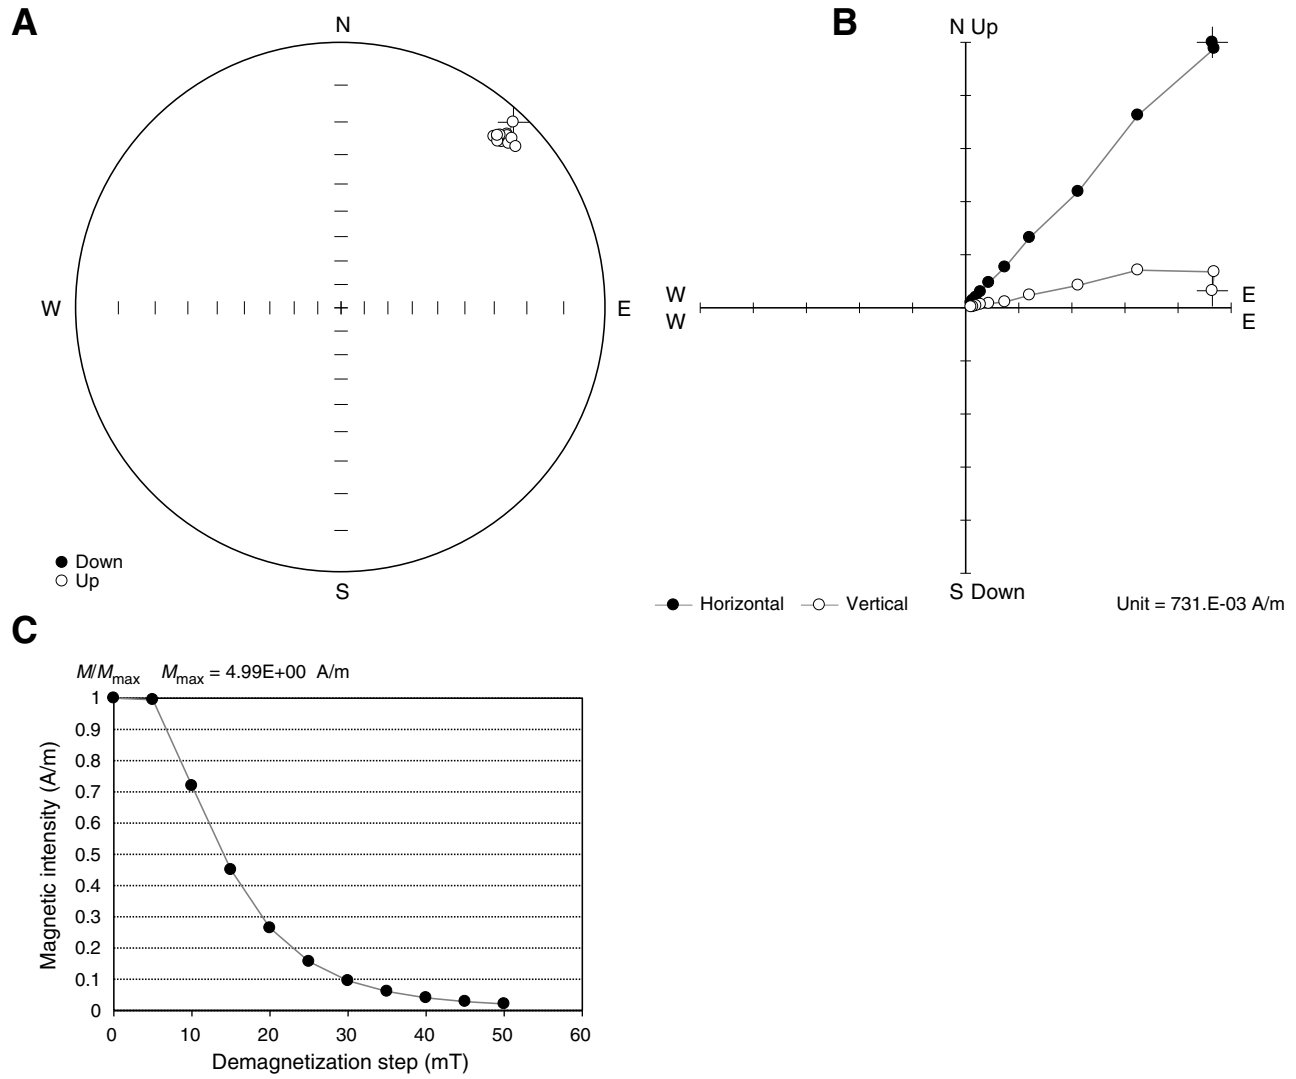 A
N
W
E
S
Down
Up
B
N Up
W
E
W
E
S Down
Horizontal
Vertical
Unit = 731.E-03 A/m
C
M/Mmax Mmax = 4.99E+00 A/m
1
0.9
0.8
0.7
0.6
0.5
0.4
0.3
0.2
0.1
0
Magnetic intensity (A/m)
0 10 20 30 40 50 60
Demagnetization step (mT)